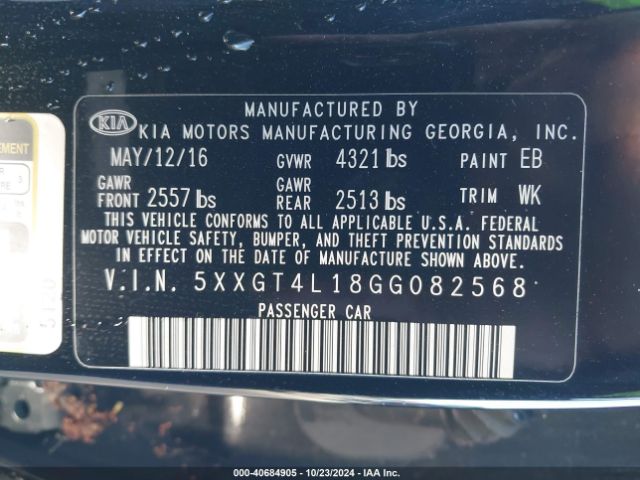 MANUFACTURED BY
KIA KIA MOTORS MANUFACTURING GEORGIA, INC.
MAY/12/16 GVWR 4321 lbs PAINT EB
GAWR FRONT 2557 lbs GAWR REAR 2513 lbs TRIM WK
THIS VEHICLE CONFORMS TO ALL APPLICABLE U.S.A. FEDERAL
MOTOR VEHICLE SAFETY, BUMPER, AND THEFT PREVENTION STANDARDS
IN EFFECT ON THE DATE OF MANUFACTURE SHOWN ABOVE.
V.I.N. 5XXGT4L18GG082568
PASSENGER CAR
000-40684905 - 10/23/2024 - IAA Inc.